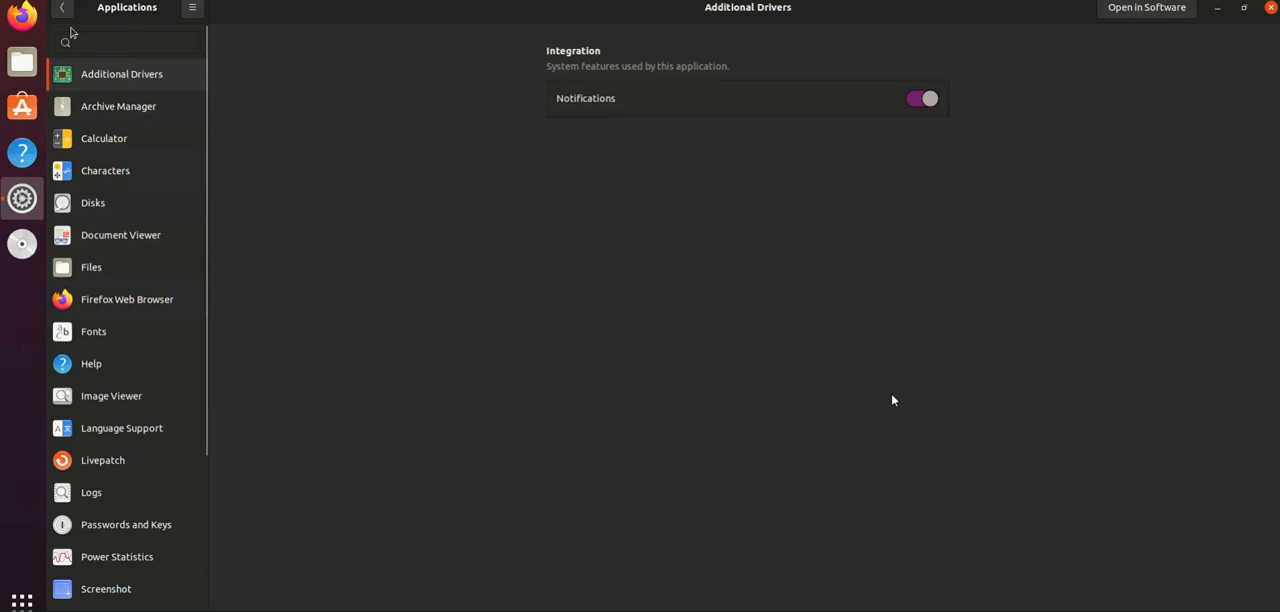 Applications
Additional Drivers
Open in Software
Additional Drivers
Archive Manager
Calculator
Characters
Disks
Document Viewer
Files
Firefox Web Browser
Fonts
Help
Image Viewer
Language Support
Livepatch
Logs
Passwords and Keys
Power Statistics
Screenshot
Integration
System features used by this application.
Notifications